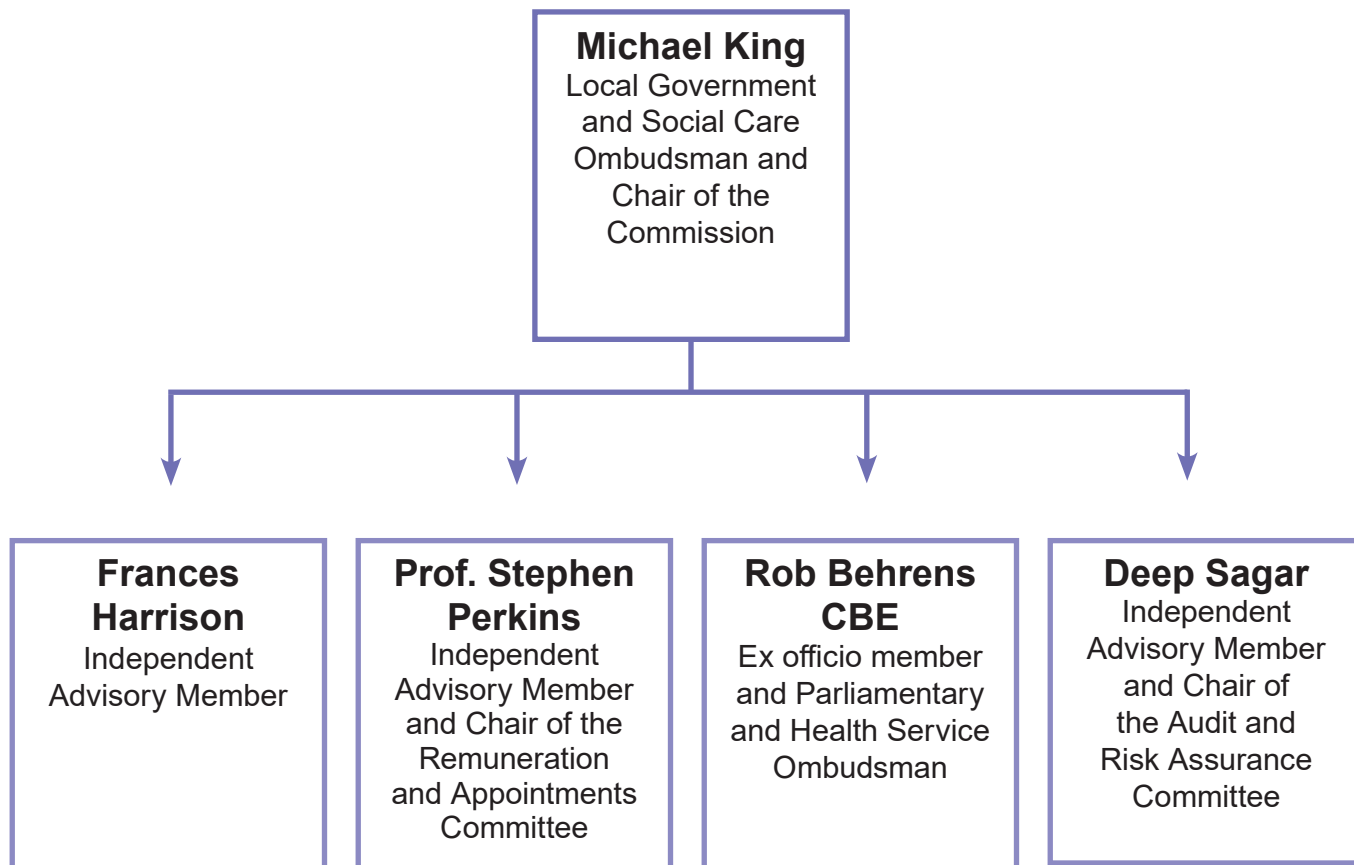 Michael King
Local Government
and Social Care
Ombudsman and
Chair of the
Commission
Frances
Harrison
Independent
Advisory Member
Prof. Stephen
Perkins
Independent
Advisory Member
and Chair of the
Remuneration
and Appointments
Committee
Rob Behrens
CBE
Ex officio member
and Parliamentary
and Health Service
Ombudsman
Deep Sagar
Independent
Advisory Member
and Chair of
the Audit and
Risk Assurance
Committee